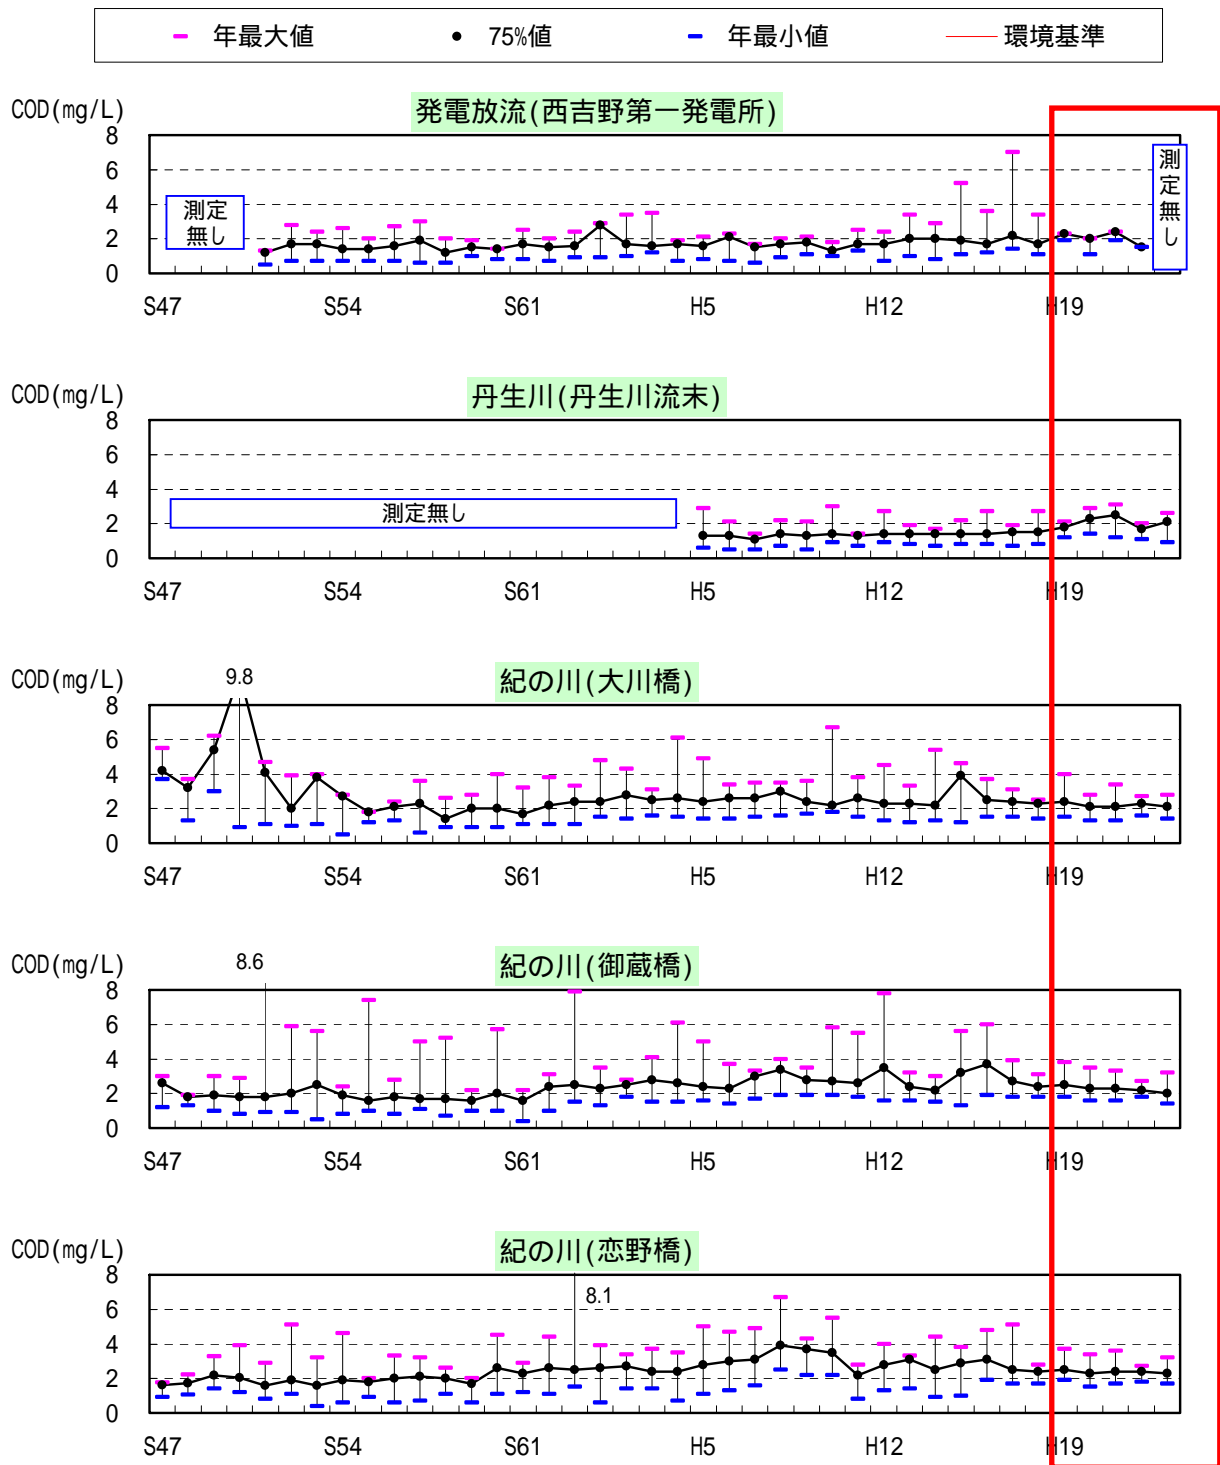 年最大値 75%値 年最小値 環境基準
COD(mg/L)
発電放流(西吉野第一発電所)
8
6
4
2
0
測定
無し
測
定
無
し
S47 S54 S61 H5 H12 H19
COD(mg/L)
丹生川(丹生川流末)
8
6
4
2
0
測定無し
S47 S54 S61 H5 H12 H19
COD(mg/L)
紀の川(大川橋)
9.8
8
6
4
2
0
S47 S54 S61 H5 H12 H19
COD(mg/L)
紀の川(御蔵橋)
8.6
8
6
4
2
0
S47 S54 S61 H5 H12 H19
COD(mg/L)
紀の川(恋野橋)
8
6
4
2
0
8.1
S47 S54 S61 H5 H12 H19